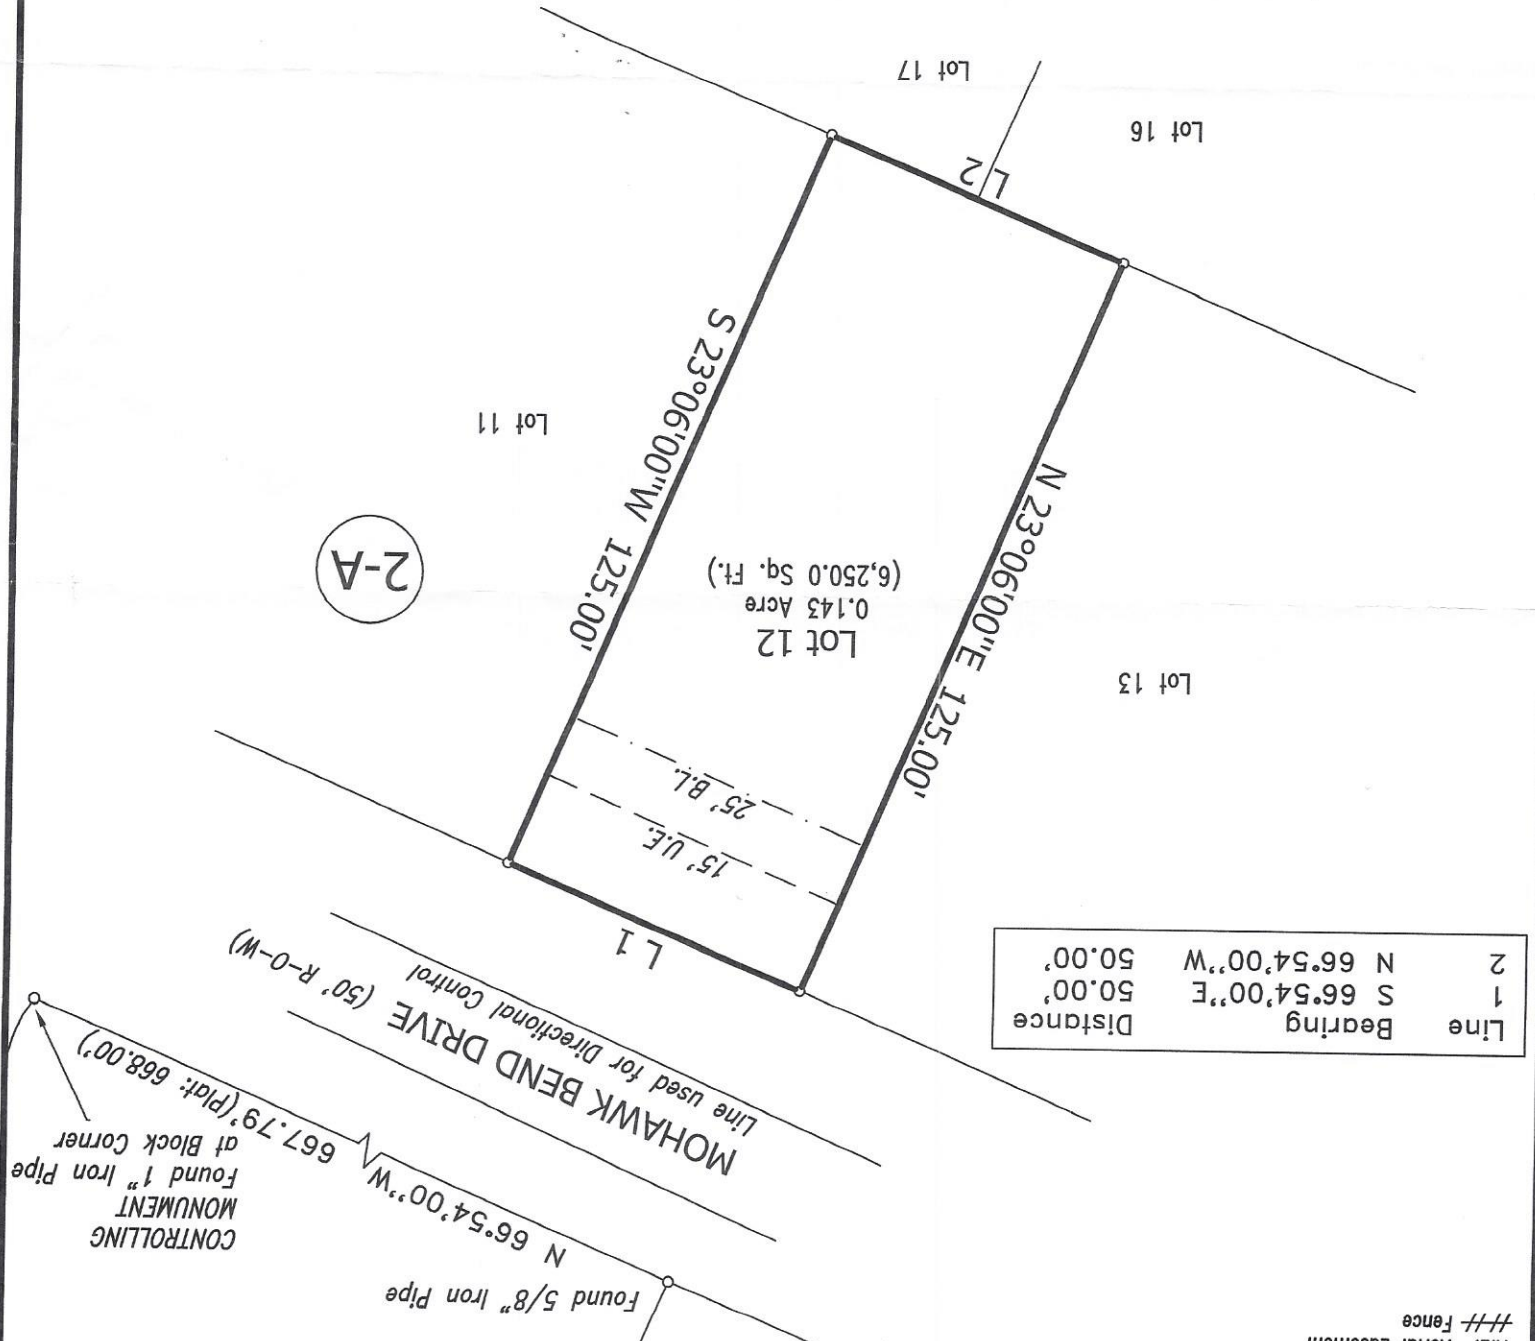 Fence
Found 5/8" Iron Pipe
N 66°54'00"W 667.79' (Plat: 668.00')
CONTROLLING
MONUMENT
Found 1" Iron Pipe
at Block Corner
MOHAWK BEND DRIVE (50' R-O-W)
Line used for Directional Control
Line Bearing Distance
1 S 66°54'00"E 50.00'
2 N 66°54'00"W 50.00'
L 1
15' U.E.
25' B.L.
Lot 13
Lot 12
0.143 Acre
(6,250.0 Sq. Ft.)
N 23°06'00"E 125.00'
S 23°06'00"W 125.00'
2-A
Lot 11
L 2
Lot 16
Lot 17